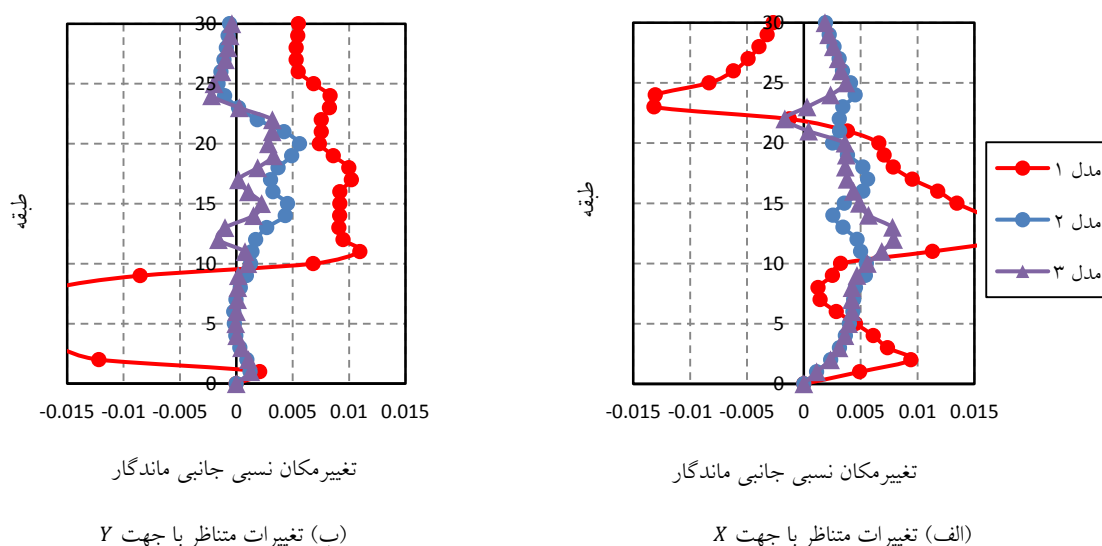 30
25
20
15
10
5
0
طبقه
-0.015 -0.01 -0.005 0 0.005 0.01 0.015
تغییرمکان نسبی جانبی ماندگار
(الف) تغییرات متناظر با جهت X
30
25
20
15
10
5
0
طبقه
-0.015 -0.01 -0.005 0 0.005 0.01 0.015
تغییرمکان نسبی جانبی ماندگار
(ب) تغییرات متناظر با جهت Y
مدل ۱
مدل ۲
مدل ۳